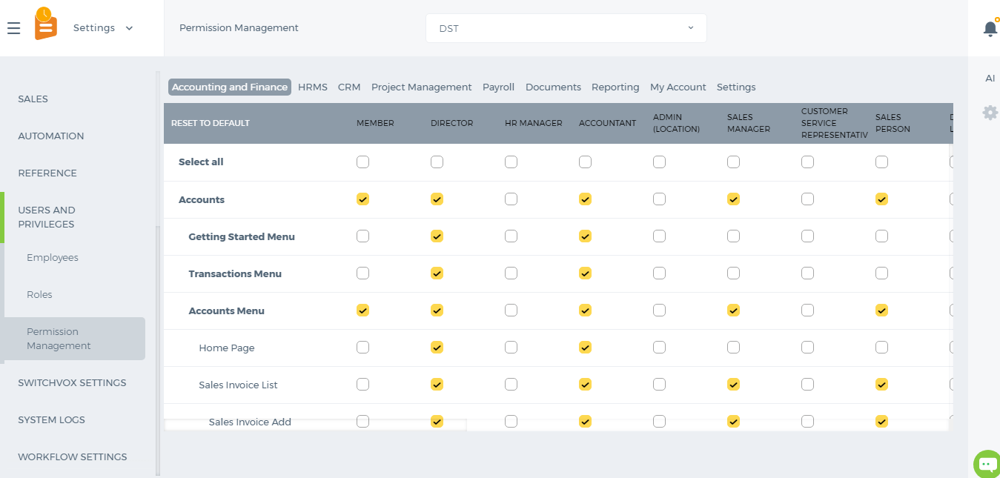 Settings
Permission Management
DST
AI
SALES
AUTOMATION
REFERENCE
USERS AND
PRIVILEGES
Employees
Roles
Permission
Management
SWITCHVOX SETTINGS
SYSTEM LOGS
WORKFLOW SETTINGS
Accounting and Finance HRMS CRM Project Management Payroll Documents Reporting My Account Settings
RESET TO DEFAULT
MEMBER
DIRECTOR
HR MANAGER
ACCOUNTANT
ADMIN
(LOCATION)
SALES
MANAGER
CUSTOMER
SERVICE
REPRESENTATIV
SALES
PERSON
Select all
Accounts
Getting Started Menu
Transactions Menu
Accounts Menu
Home Page
Sales Invoice List
Sales Invoice Add